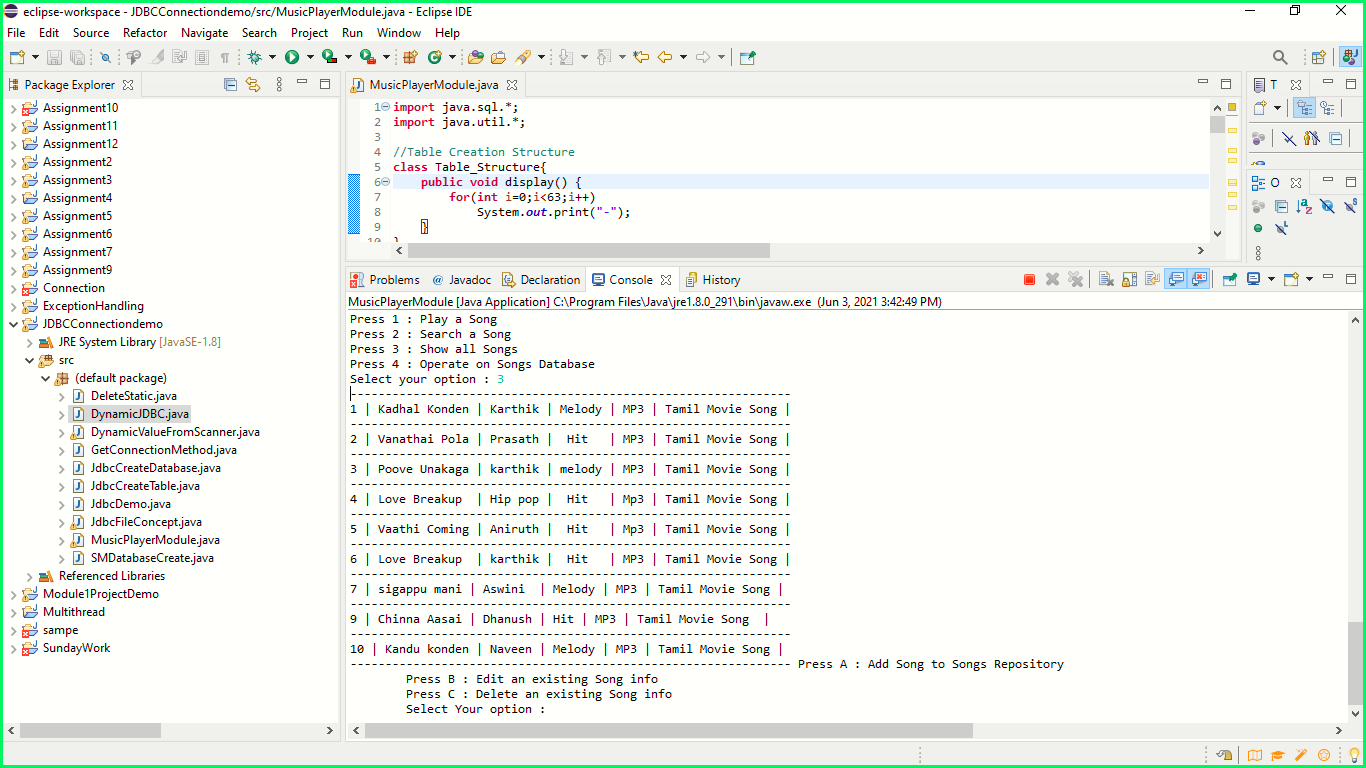 eclipse-workspace - JDBCConnectiondemo/src/MusicPlayerModule.java - Eclipse IDE
File Edit Source Refactor Navigate Search Project Run Window Help
Package Explorer
Assignment10
Assignment11
Assignment12
Assignment2
Assignment3
Assignment4
Assignment5
Assignment6
Assignment7
Assignment9
Connection
ExceptionHandling
JDBCConnectiondemo
JRE System Library [JavaSE-1.8]
src
(default package)
DeleteStatic.java
DynamicJDBC.java
DynamicValueFromScanner.java
GetConnectionMethod.java
JdbcCreateDatabase.java
JdbcCreateTable.java
JdbcDemo.java
JdbcFileConcept.java
MusicPlayerModule.java
SMDatabaseCreate.java
Referenced Libraries
Module1ProjectDemo
Multithread
sampe
SundayWork
MusicPlayerModule.java
1 import java.sql.*;
2 import java.util.*;
3
4 //Table Creation Structure
5 class Table_Structure{
6 public void display() {
7 for(int i=0;i<63;i++)
8 System.out.print("-");
9 }
10 }
T
O
Problems @ Javadoc Declaration Console History
MusicPlayerModule [Java Application] C:\Program Files\Java\jre1.8.0_291\bin\javaw.exe (Jun 3, 2021 3:42:49 PM)
Press 1 : Play a Song
Press 2 : Search a Song
Press 3 : Show all Songs
Press 4 : Operate on Songs Database
Select your option : 3
---------------------------------------------------------------
1 | Kadhal Konden | Karthik | Melody | MP3 | Tamil Movie Song |
---------------------------------------------------------------
2 | Vanathai Pola | Prasath | Hit | MP3 | Tamil Movie Song |
---------------------------------------------------------------
3 | Poove Unakaga | karthik | melody | MP3 | Tamil Movie Song |
---------------------------------------------------------------
4 | Love Breakup | Hip pop | Hit | Mp3 | Tamil Movie Song |
---------------------------------------------------------------
5 | Vaathi Coming | Aniruth | Hit | Mp3 | Tamil Movie Song |
---------------------------------------------------------------
6 | Love Breakup | karthik | Hit | MP3 | Tamil Movie Song |
---------------------------------------------------------------
7 | sigappu mani | Aswini | Melody | MP3 | Tamil Movie Song |
---------------------------------------------------------------
9 | Chinna Aasai | Dhanush | Hit | MP3 | Tamil Movie Song |
---------------------------------------------------------------
10 | Kandu konden | Naveen | Melody | MP3 | Tamil Movie Song |
--------------------------------------------------------------- Press A : Add Song to Songs Repository
Press B : Edit an existing Song info
Press C : Delete an existing Song info
Select Your option :